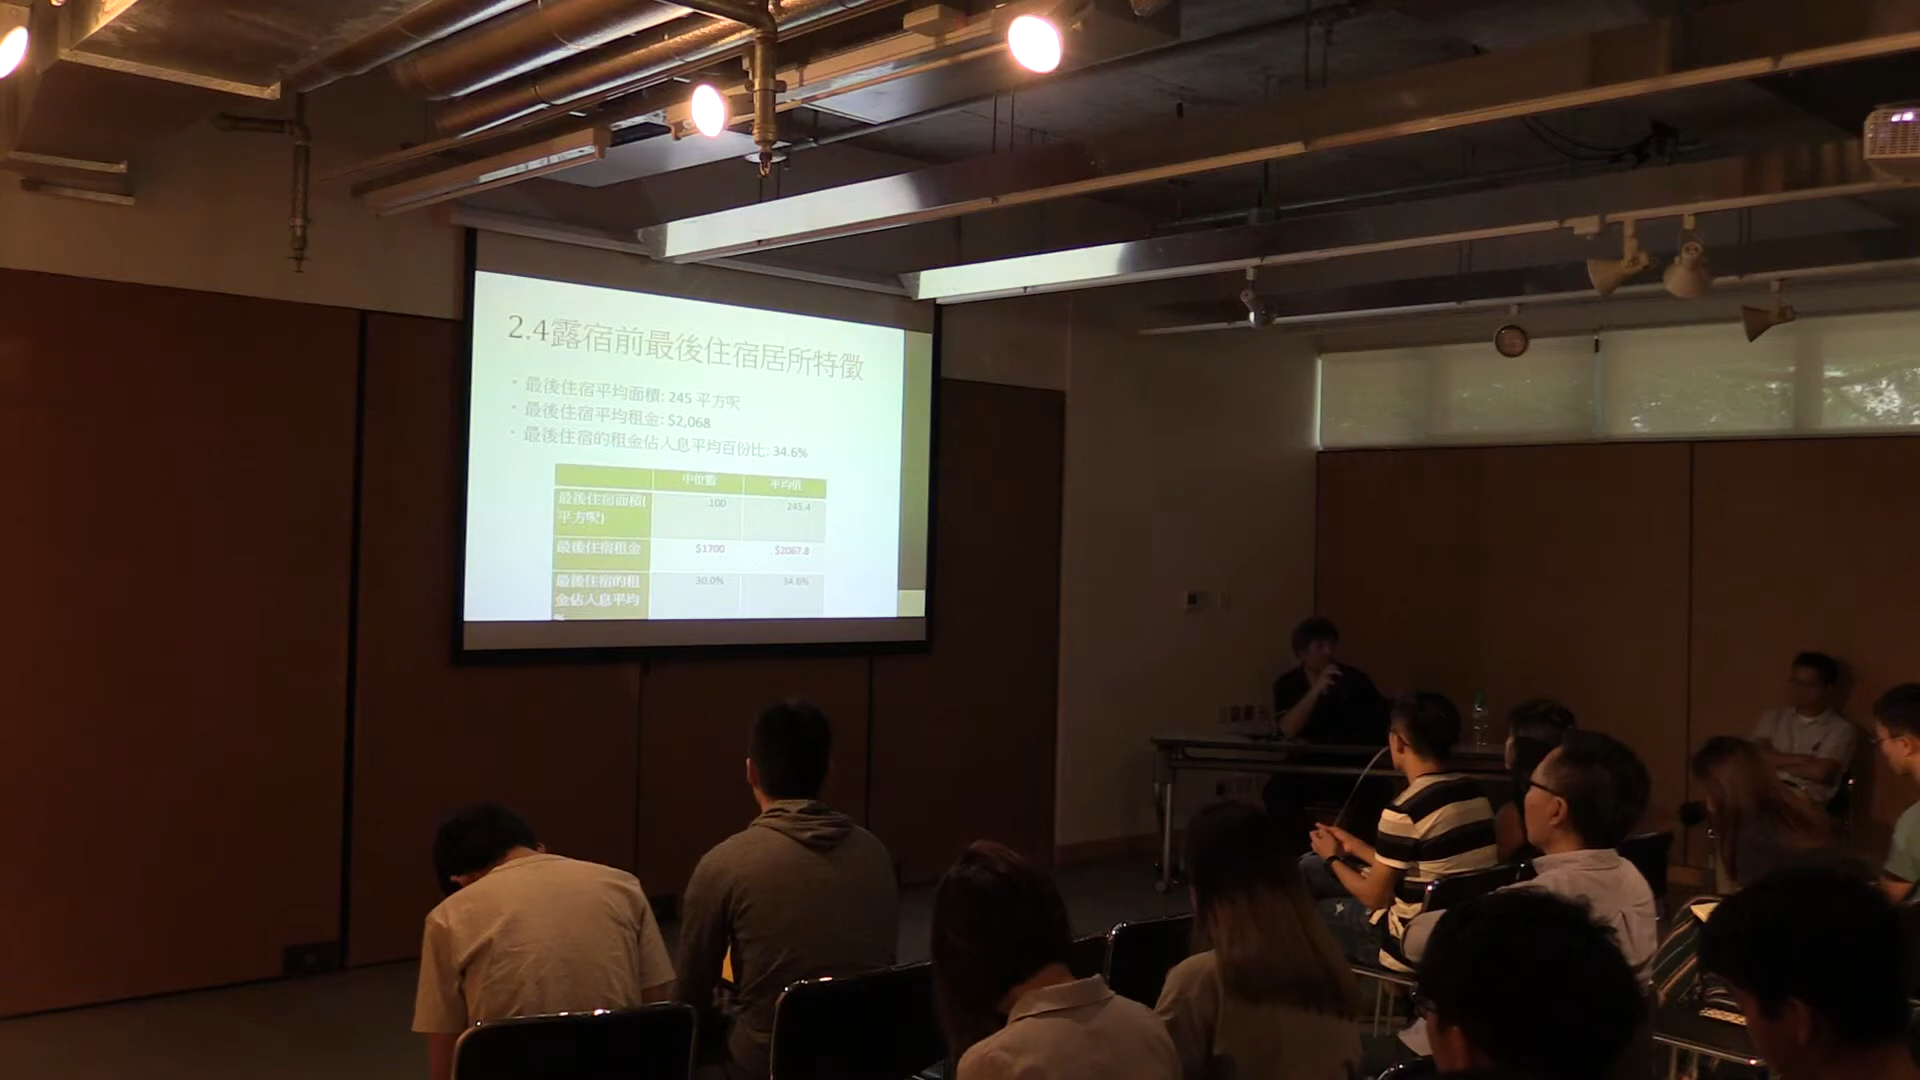 2.4露宿前最後住宿居所特徵
• 最後住宿平均面積: 245 平方呎
• 最後住宿平均租金: $2,068
• 最後住宿的租金佔入息平均百份比: 34.6%
中位數 平均值
最後住宿面積( 100 245.4
平方呎)
最後住宿租金 $1700 $2067.8
最後住宿的租 30.0% 34.6%
金佔入息平均